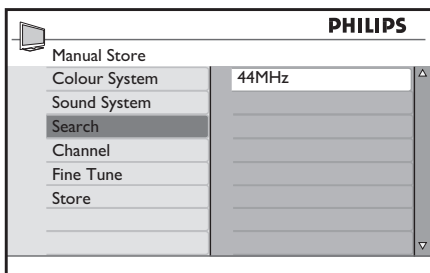 PHILIPS
Manual Store
Colour System 44MHz
Sound System
Search
Channel
Fine Tune
Store